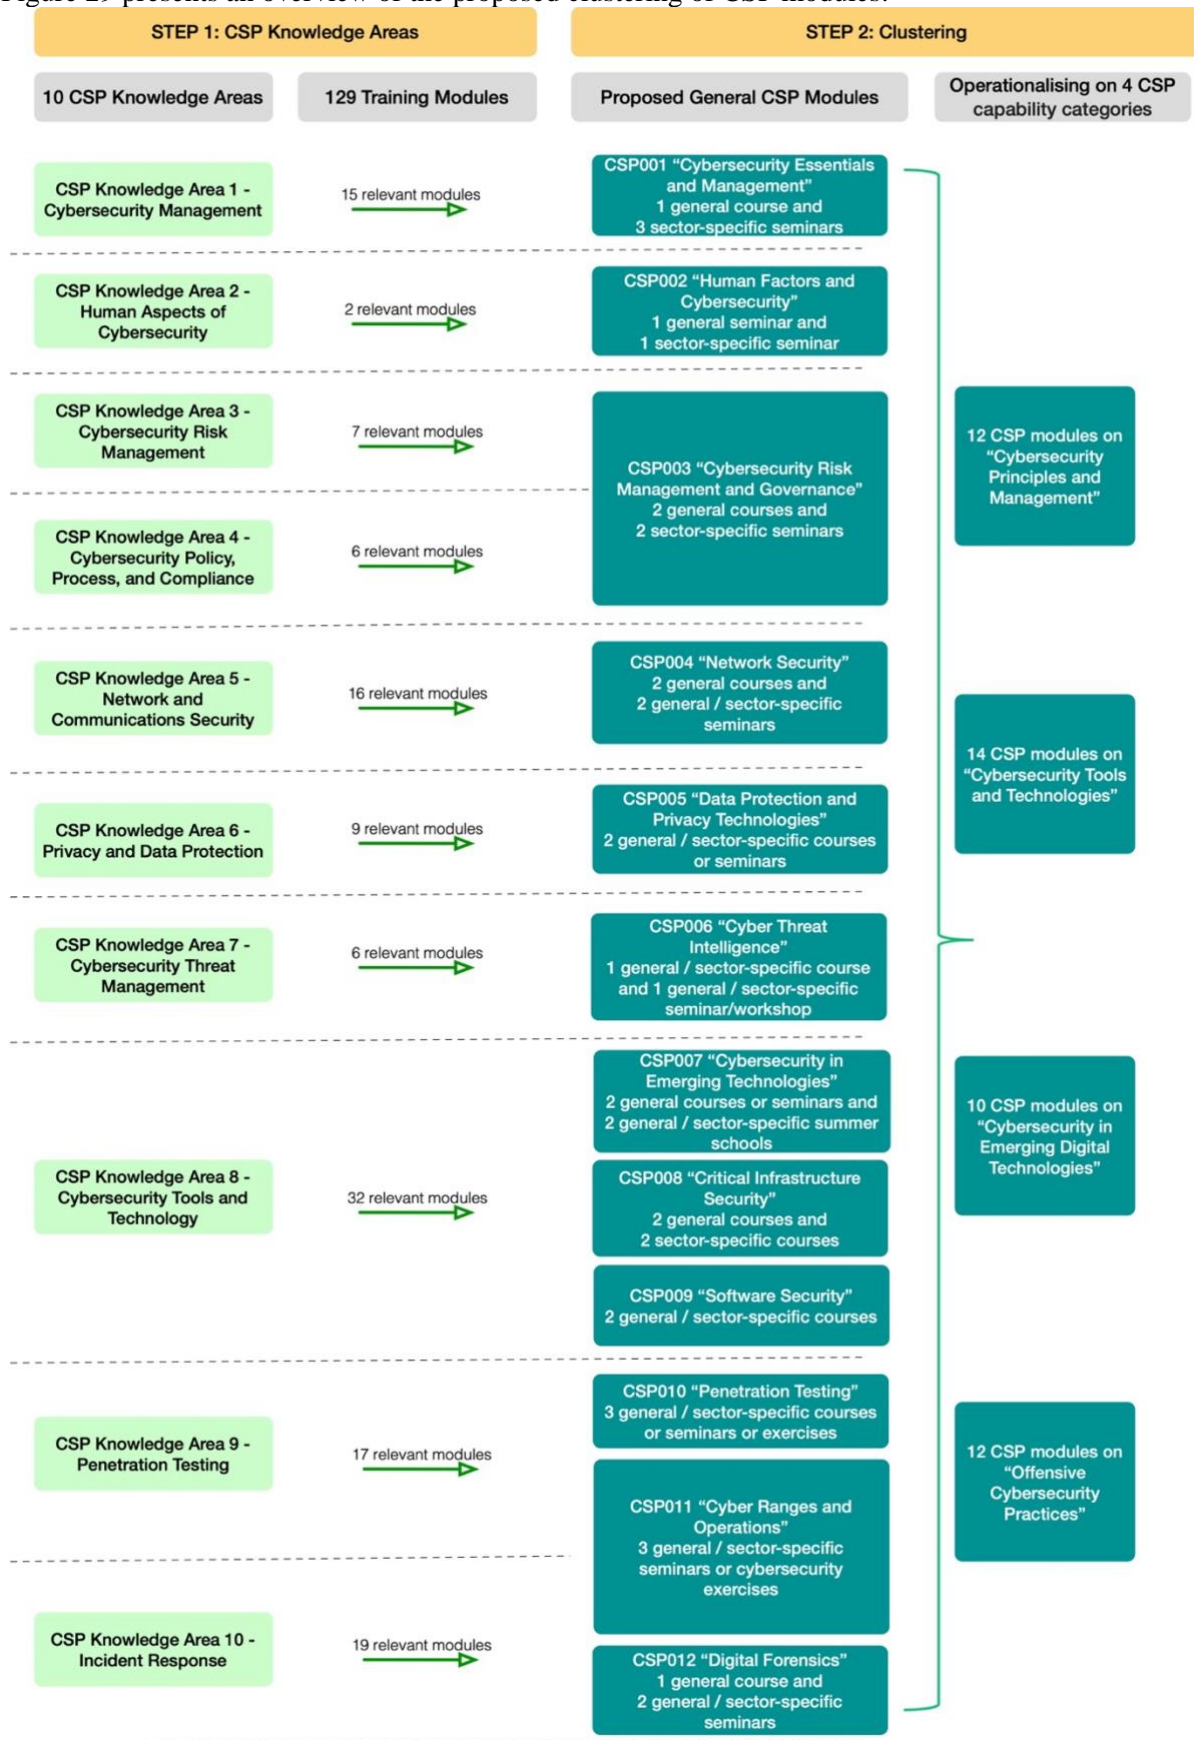 Figure 29 presents an overview of the proposed clustering of CSP modules.
STEP 1: CSP Knowledge Areas
STEP 2: Clustering
10 CSP Knowledge Areas
129 Training Modules
Proposed General CSP Modules
Operationalising on 4 CSP
capability categories
CSP Knowledge Area 1 -
Cybersecurity Management
15 relevant modules
CSP001 “Cybersecurity Essentials
and Management”
1 general course and
3 sector-specific seminars
CSP Knowledge Area 2 -
Human Aspects of
Cybersecurity
2 relevant modules
CSP002 “Human Factors and
Cybersecurity”
1 general seminar and
1 sector-specific seminar
CSP Knowledge Area 3 -
Cybersecurity Risk
Management
7 relevant modules
CSP003 “Cybersecurity Risk
Management and Governance”
2 general courses and
2 sector-specific seminars
12 CSP modules on
“Cybersecurity
Principles and
Management”
CSP Knowledge Area 4 -
Cybersecurity Policy,
Process, and Compliance
6 relevant modules
CSP Knowledge Area 5 -
Network and
Communications Security
16 relevant modules
CSP004 “Network Security”
2 general courses and
2 general / sector-specific
seminars
14 CSP modules on
“Cybersecurity Tools
and Technologies”
CSP Knowledge Area 6 -
Privacy and Data Protection
9 relevant modules
CSP005 “Data Protection and
Privacy Technologies”
2 general / sector-specific courses
or seminars
CSP Knowledge Area 7 -
Cybersecurity Threat
Management
6 relevant modules
CSP006 “Cyber Threat
Intelligence”
1 general / sector-specific course
and 1 general / sector-specific
seminar/workshop
CSP Knowledge Area 8 -
Cybersecurity Tools and
Technology
32 relevant modules
CSP007 “Cybersecurity in
Emerging Technologies”
2 general courses or seminars and
2 general / sector-specific summer
schools
CSP008 “Critical Infrastructure
Security”
2 general courses and
2 sector-specific courses
CSP009 “Software Security”
2 general / sector-specific courses
10 CSP modules on
“Cybersecurity in
Emerging Digital
Technologies”
CSP Knowledge Area 9 -
Penetration Testing
17 relevant modules
CSP010 “Penetration Testing”
3 general / sector-specific courses
or seminars or exercises
CSP011 “Cyber Ranges and
Operations”
3 general / sector-specific
seminars or cybersecurity
exercises
12 CSP modules on
“Offensive
Cybersecurity
Practices”
CSP Knowledge Area 10 -
Incident Response
19 relevant modules
CSP012 “Digital Forensics”
1 general course and
2 general / sector-specific
seminars